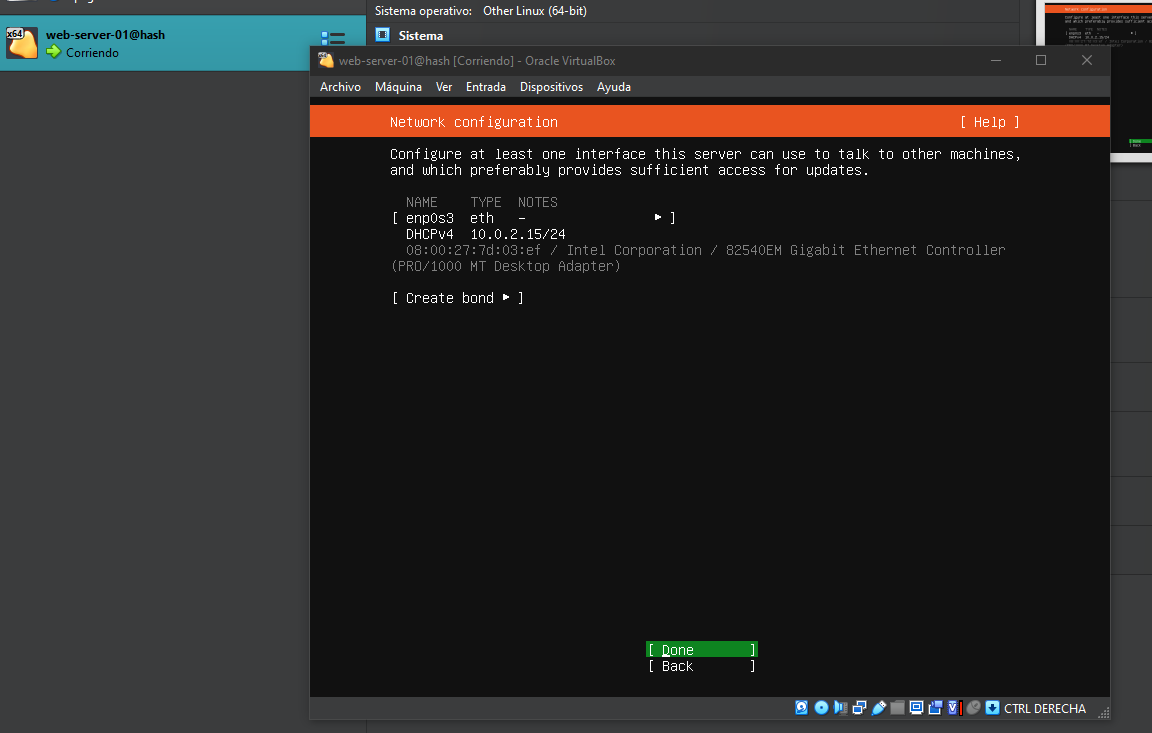 Sistema operativo: Other Linux (64-bit)
x64
web-server-01@hash
Corriendo
Sistema
web-server-01@hash [Corriendo] - Oracle VirtualBox
Archivo Máquina Ver Entrada Dispositivos Ayuda
Network configuration [ Help ]
Configure at least one interface this server can use to talk to other machines,
and which preferably provides sufficient access for updates.
NAME TYPE NOTES
[ enp0s3 eth – ▸ ]
DHCPv4 10.0.2.15/24
08:00:27:7d:03:ef / Intel Corporation / 82540EM Gigabit Ethernet Controller
(PRO/1000 MT Desktop Adapter)
[ Create bond ▸ ]
[ Done ]
[ Back ]
CTRL DERECHA